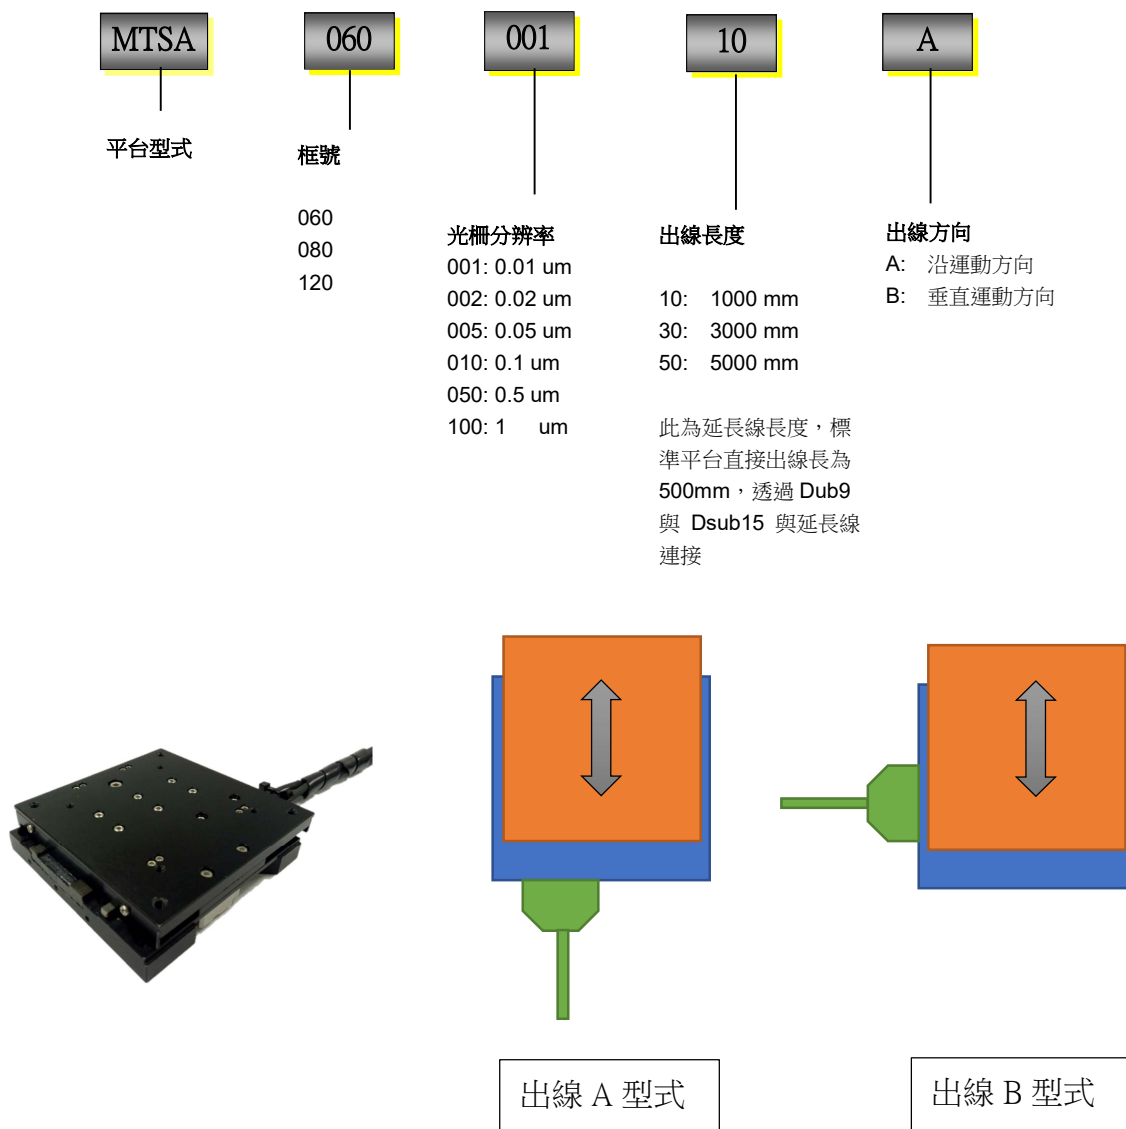 MTSA 060 001 10 A
平台型式
框號
060
080
120
光柵分辨率
001: 0.01 um
002: 0.02 um
005: 0.05 um
010: 0.1 um
050: 0.5 um
100: 1 um
出線長度
10: 1000 mm
30: 3000 mm
50: 5000 mm
此為延長線長度，標
準平台直接出線長為
500mm，透過 Dub9
與 Dsub15 與延長線
連接
出線方向
A: 沿運動方向
B: 垂直運動方向
出線 A 型式
出線 B 型式